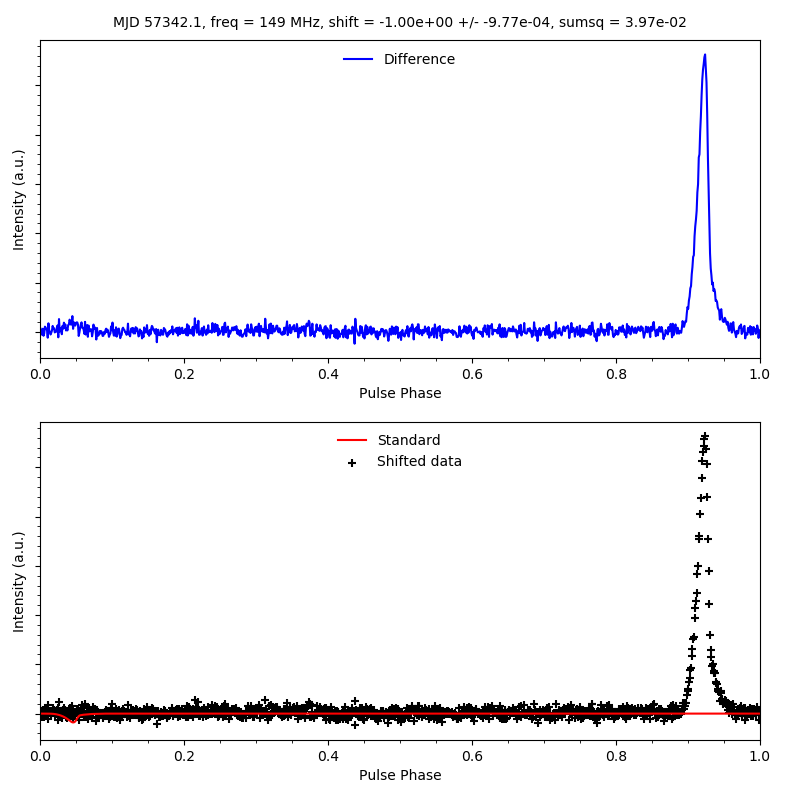 MJD 57342.1, freq = 149 MHz, shift = -1.00e+00 +/- -9.77e-04, sumsq = 3.97e-02
Difference
Intensity (a.u.)
0.0 0.2 0.4 0.6 0.8 1.0
Pulse Phase
Standard
Shifted data
Intensity (a.u.)
0.0 0.2 0.4 0.6 0.8 1.0
Pulse Phase